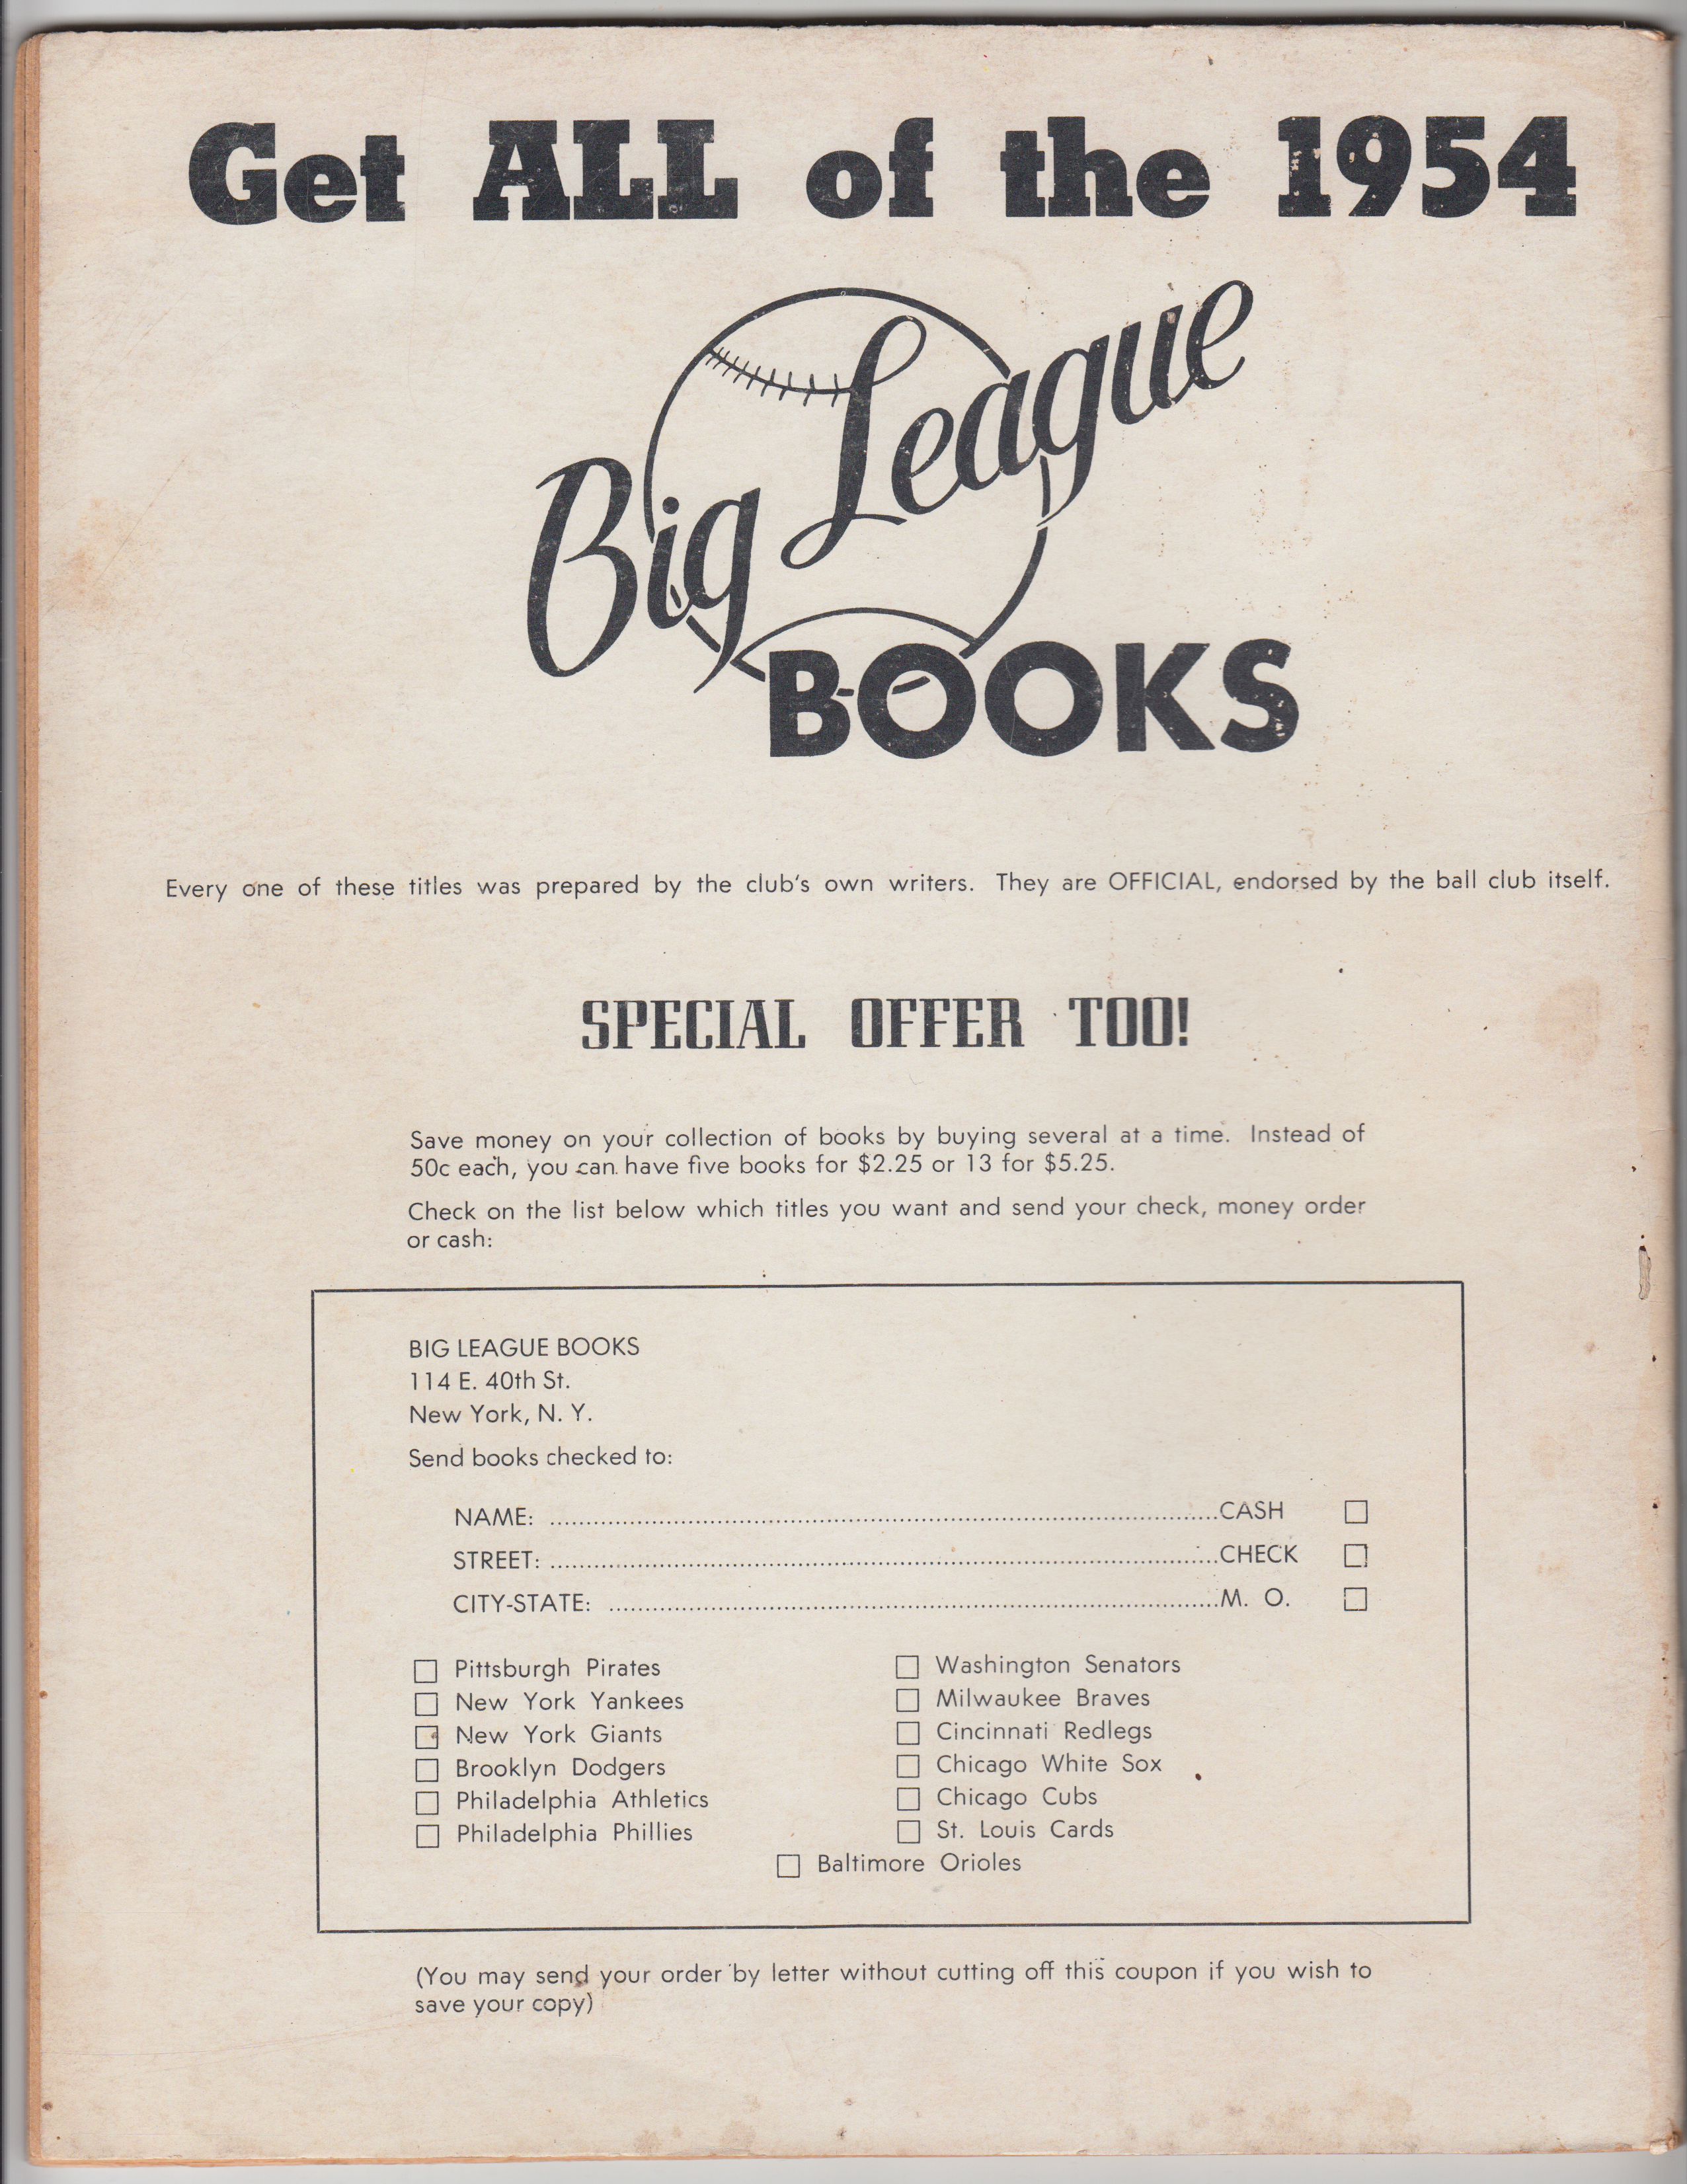 Get ALL of the 1954
Big League
BOOKS
Every one of these titles was prepared by the club's own writers. They are OFFICIAL, endorsed by the ball club itself.
SPECIAL OFFER TOO!
Save money on your collection of books by buying several at a time. Instead of
50c each, you can have five books for $2.25 or 13 for $5.25.
Check on the list below which titles you want and send your check, money order
or cash:
BIG LEAGUE BOOKS
114 E. 40th St.
New York, N. Y.
Send books checked to:
NAME: ............................................................ CASH ☐
STREET: ............................................................ CHECK ☐
CITY-STATE: ............................................................ M. O. ☐
☐ Pittsburgh Pirates
☐ New York Yankees
☐ New York Giants
☐ Brooklyn Dodgers
☐ Philadelphia Athletics
☐ Philadelphia Phillies
☐ Washington Senators
☐ Milwaukee Braves
☐ Cincinnati Redlegs
☐ Chicago White Sox
☐ Chicago Cubs
☐ St. Louis Cards
☐ Baltimore Orioles
(You may send your order by letter without cutting off this coupon if you wish to
save your copy)